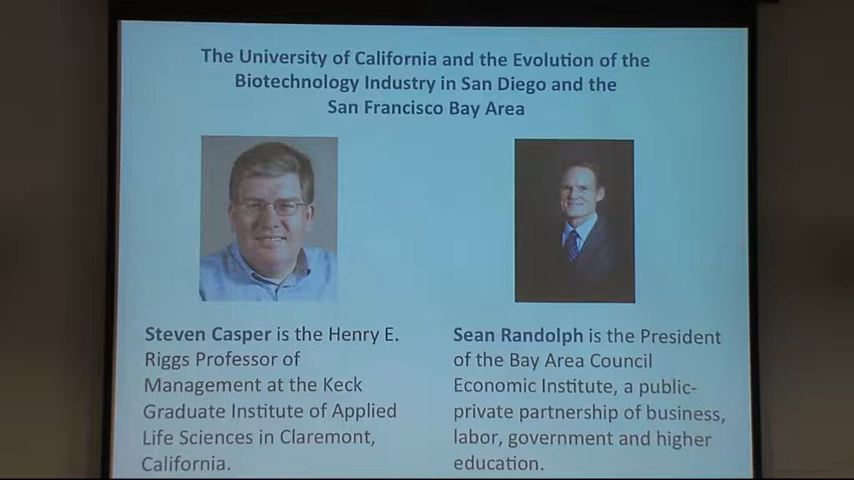 The University of California and the Evolution of the
Biotechnology Industry in San Diego and the
San Francisco Bay Area
Steven Casper is the Henry E.
Riggs Professor of
Management at the Keck
Graduate Institute of Applied
Life Sciences in Claremont,
California.
Sean Randolph is the President
of the Bay Area Council
Economic Institute, a public-
private partnership of business,
labor, government and higher
education.